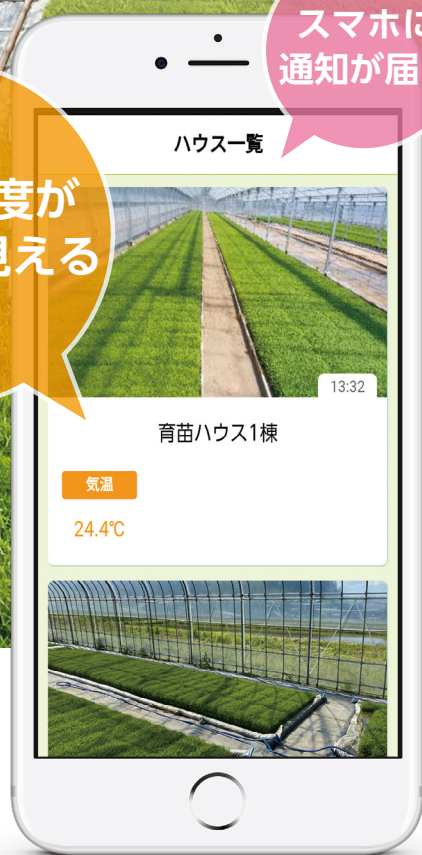 スマホに
通知が届
ハウス一覧
度が
見える
13:32
育苗ハウス1棟
気温
24.4℃